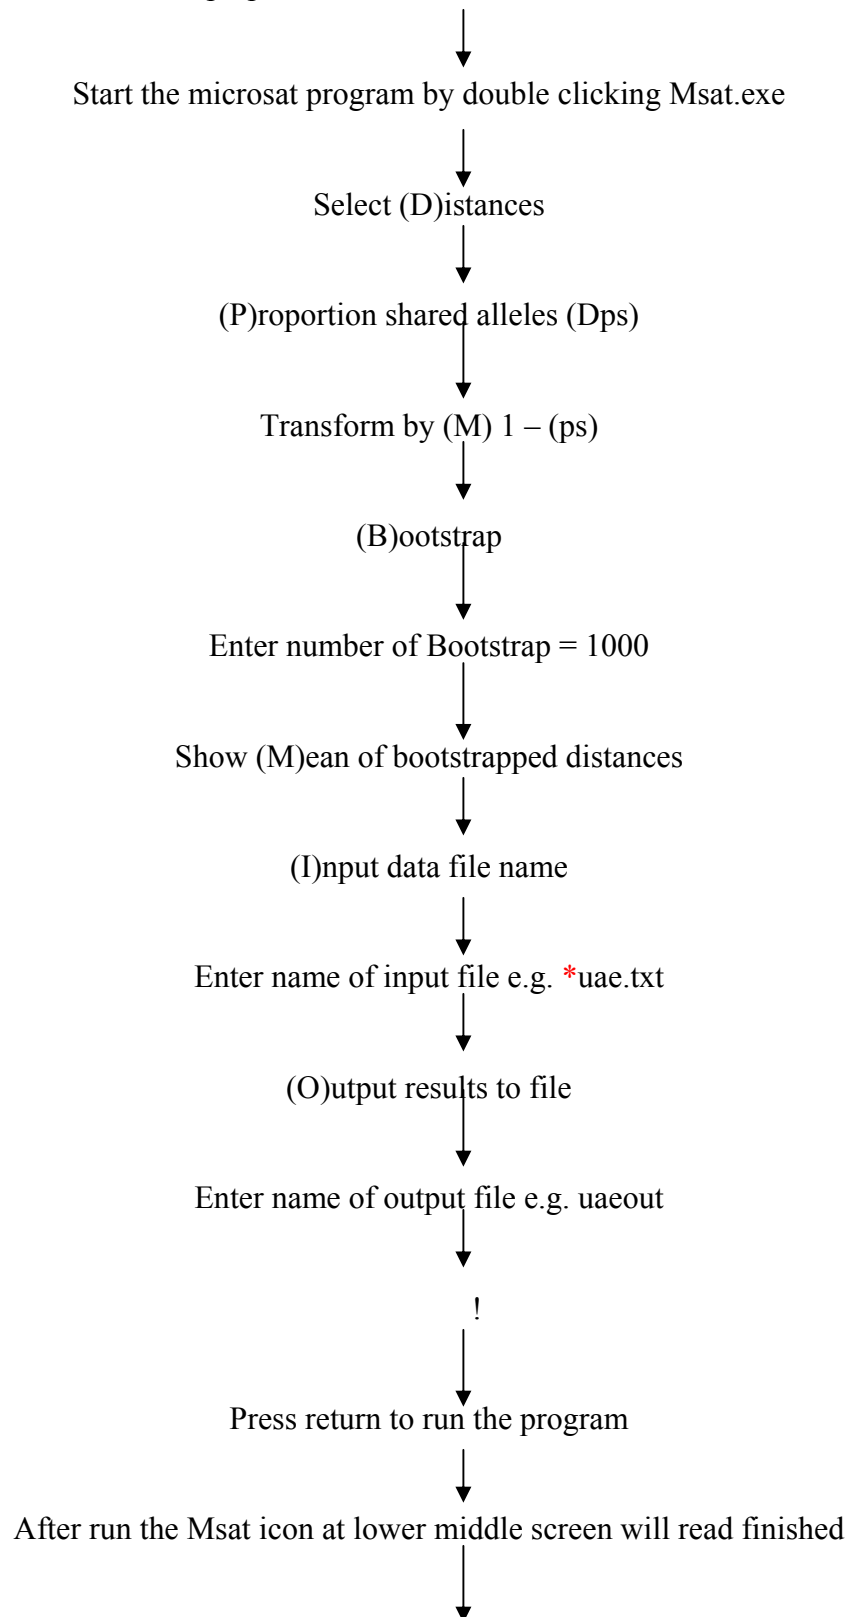 Start the microsat program by double clicking Msat.exe
Select (D)istances
(P)roportion shared alleles (Dps)
Transform by (M) 1 – (ps)
(B)ootstrap
Enter number of Bootstrap = 1000
Show (M)ean of bootstrapped distances
(I)nput data file name
Enter name of input file e.g. *uae.txt
(O)utput results to file
Enter name of output file e.g. uaeout
!
Press return to run the program
After run the Msat icon at lower middle screen will read finished